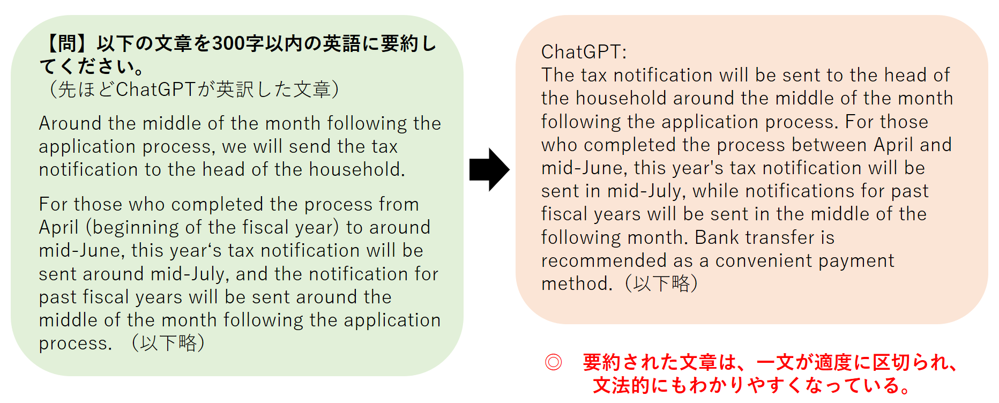 【問】以下の文章を300字以内の英語に要約し
てください。
（先ほどChatGPTが英訳した文章）
Around the middle of the month following the
application process, we will send the tax
notification to the head of the household.
For those who completed the process from
April (beginning of the fiscal year) to around
mid-June, this year‘s tax notification will be
sent around mid-July, and the notification for
past fiscal years will be sent around the
middle of the month following the application
process. （以下略）
ChatGPT:
The tax notification will be sent to the head of
the household around the middle of the month
following the application process. For those
who completed the process between April and
mid-June, this year's tax notification will be
sent in mid-July, while notifications for past
fiscal years will be sent in the middle of the
following month. Bank transfer is
recommended as a convenient payment
method.（以下略）
◎　要約された文章は、一文が適度に区切られ、
文法的にもわかりやすくなっている。